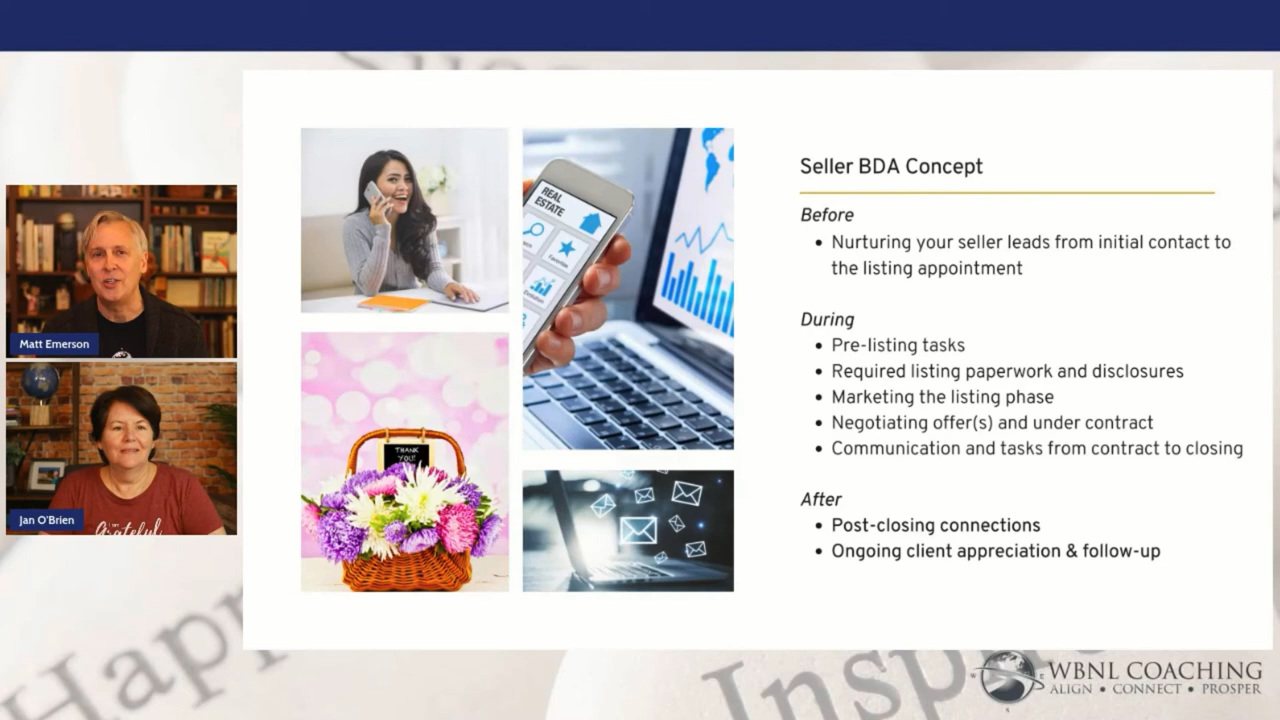 Matt Emerson
Jan O'Brien
Grateful
REAL
ESTATE
Favorites
THANK
YOU!
Seller BDA Concept
Before
• Nurturing your seller leads from initial contact to
the listing appointment
During
• Pre-listing tasks
• Required listing paperwork and disclosures
• Marketing the listing phase
• Negotiating offer(s) and under contract
• Communication and tasks from contract to closing
After
• Post-closing connections
• Ongoing client appreciation & follow-up
WBNL COACHING
ALIGN • CONNECT • PROSPER